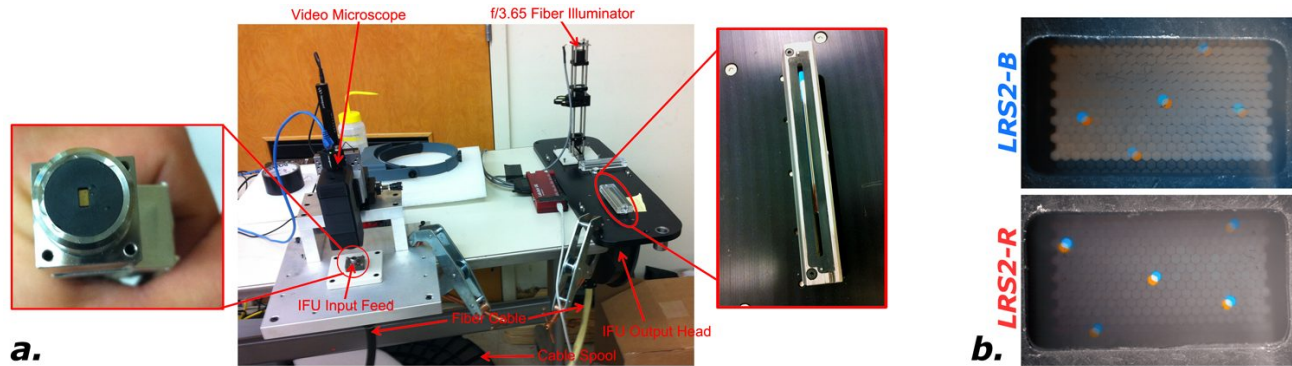 Video Microscope
f/3.65 Fiber Illuminator
IFU Input Feed
Fiber Cable
IFU Output Head
Cable Spool
a.
LRS2-B
LRS2-R
b.